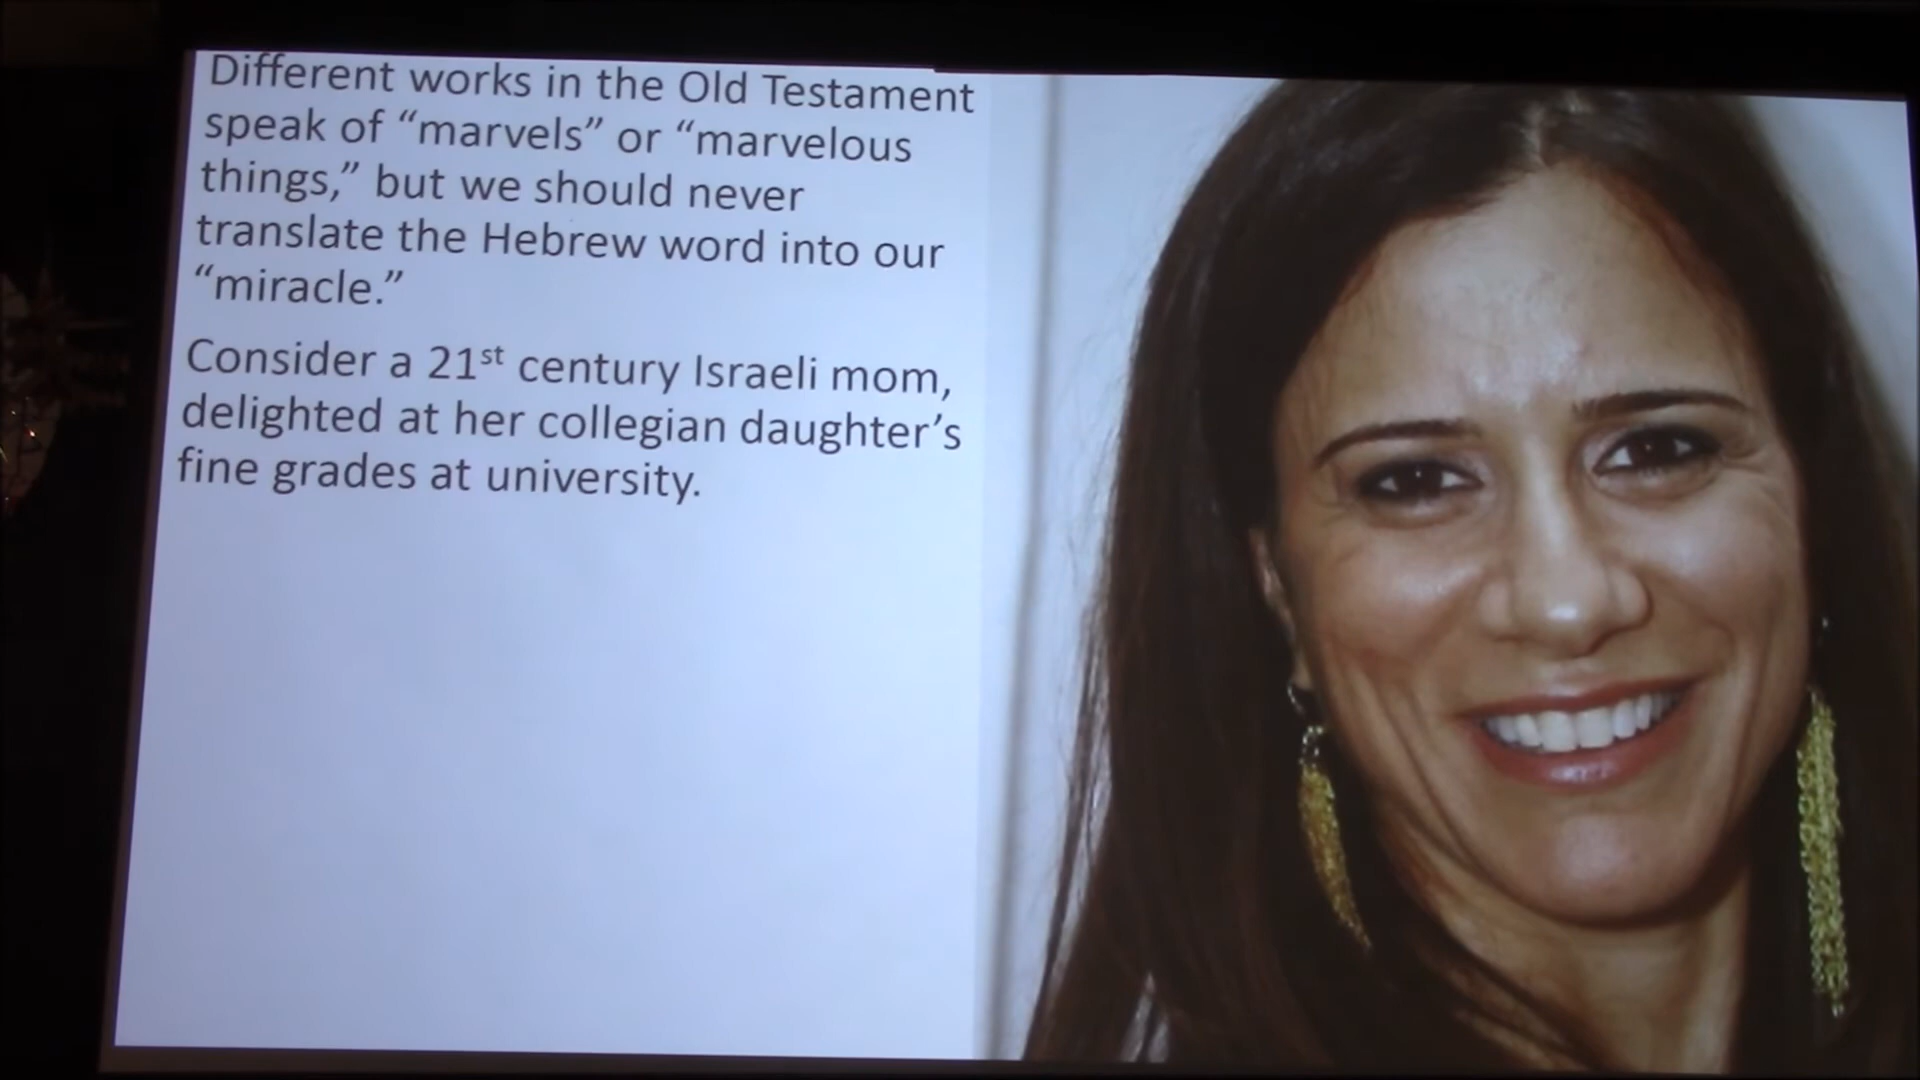 Different works in the Old Testament
speak of “marvels” or “marvelous
things,” but we should never
translate the Hebrew word into our
“miracle.”
Consider a 21st century Israeli mom,
delighted at her collegian daughter’s
fine grades at university.